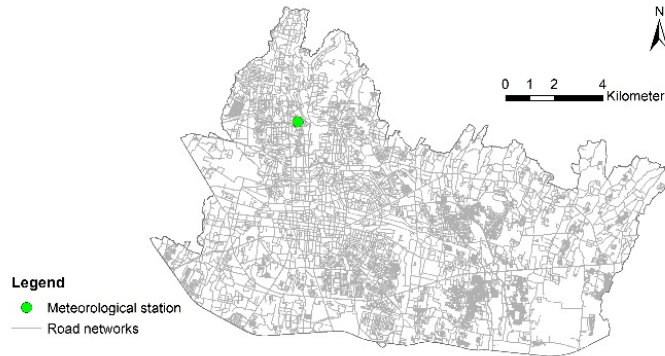 N
0 1 2 4
Kilometer
Legend
Meteorological station
Road networks